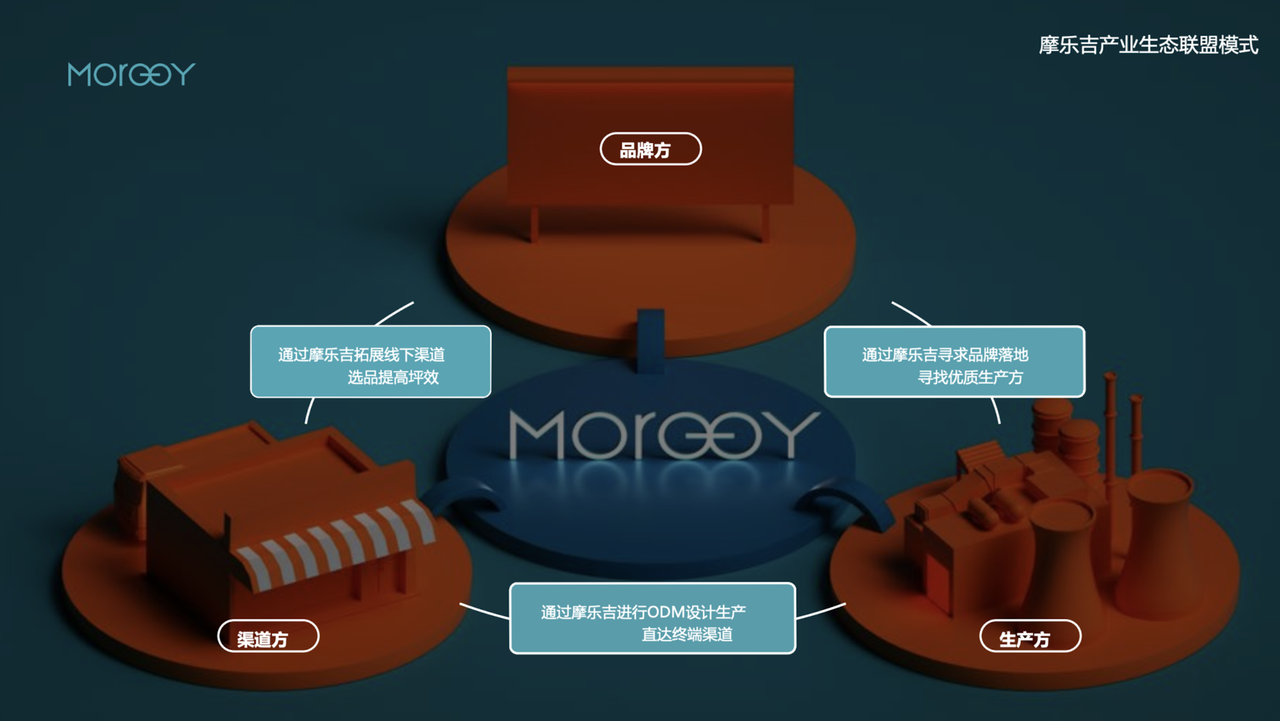 摩乐吉产业生态联盟模式
MOrGOY
品牌方
通过摩乐吉拓展线下渠道
选品提高坪效
通过摩乐吉寻求品牌落地
寻找优质生产方
MOrGOY
通过摩乐吉进行ODM设计生产
直达终端渠道
渠道方
生产方